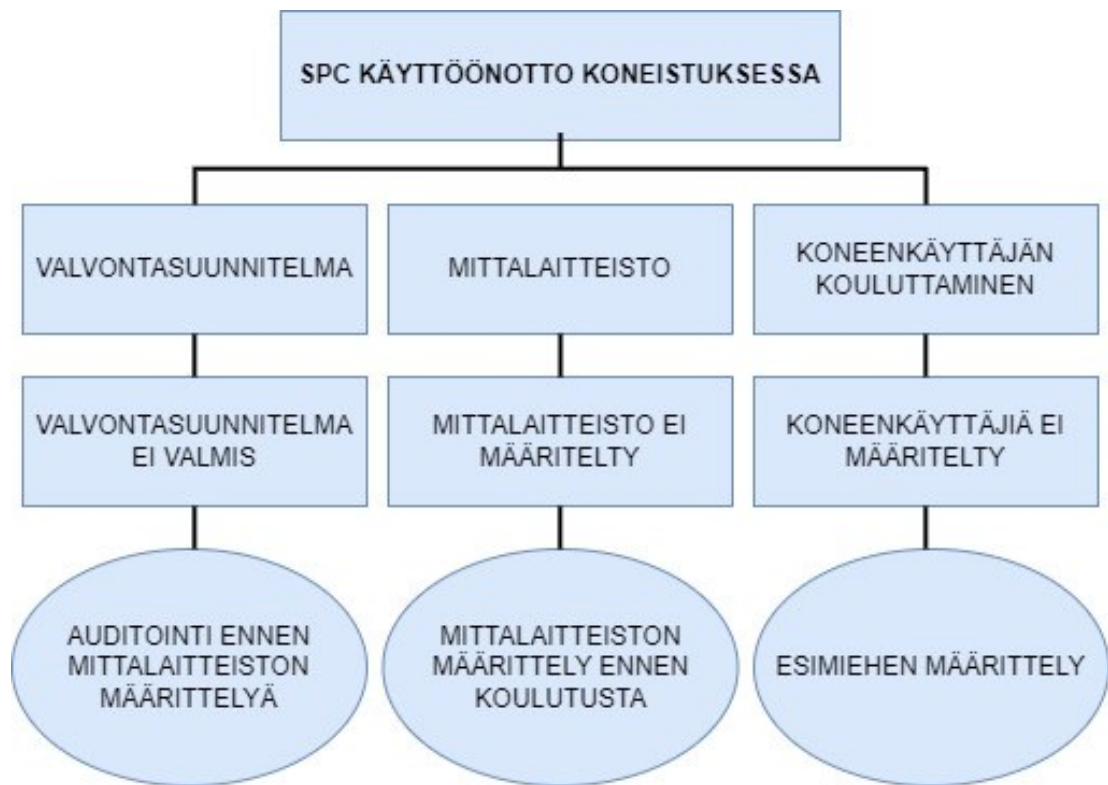 SPC KÄYTTÖÖNOTTO KONEISTUKSESSA
VALVONTASUUNNITELMA
MITTALAITTEISTO
KONEENKÄYTTÄJÄN
KOULUTTAMINEN
VALVONTASUUNNITELMA
EI VALMIS
MITTALAITTEISTO EI
MÄÄRITELTY
KONEENKÄYTTÄJIÄ EI
MÄÄRITELTY
AUDITOINTI ENNEN
MITTALAITTEISTON
MÄÄRITTELYÄ
MITTALAITTEISTON
MÄÄRITTELY ENNEN
KOULUTUSTA
ESIMIEHEN MÄÄRITTELY